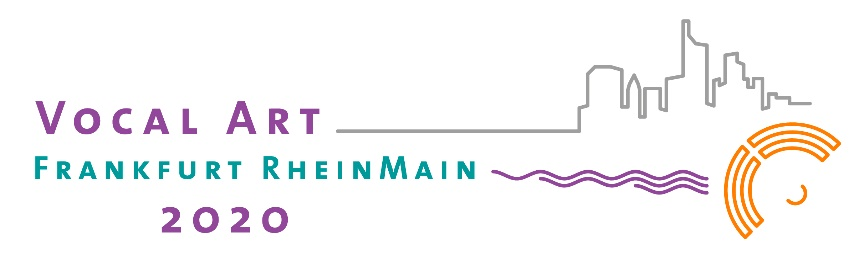 VOCAL ART
FRANKFURT RHEINMAIN
2020